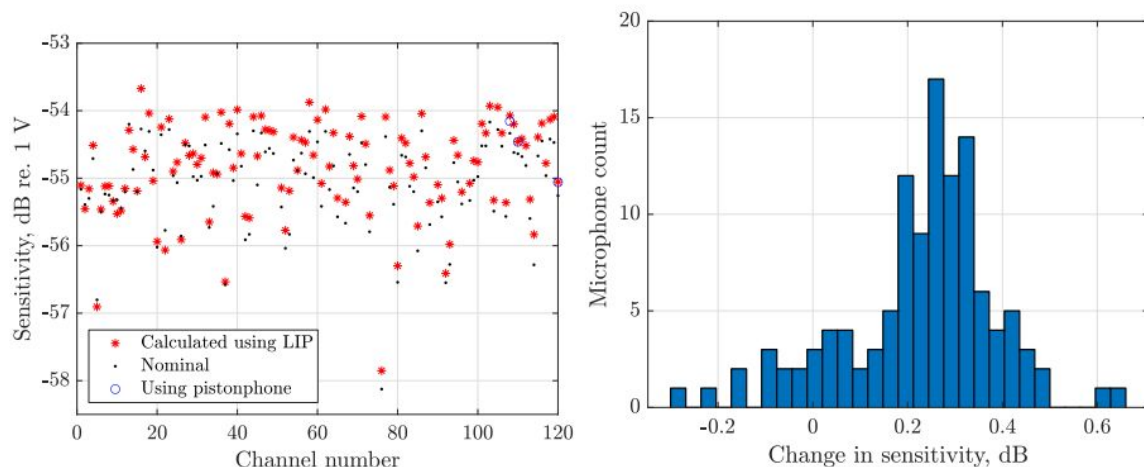 -53
-54
-55
-56
-57
-58
Sensitivity, dB re. 1 V
Calculated using LIP
Nominal
Using pistonphone
0 20 40 60 80 100 120
Channel number
20
15
10
5
0
Microphone count
-0.2 0 0.2 0.4 0.6
Change in sensitivity, dB